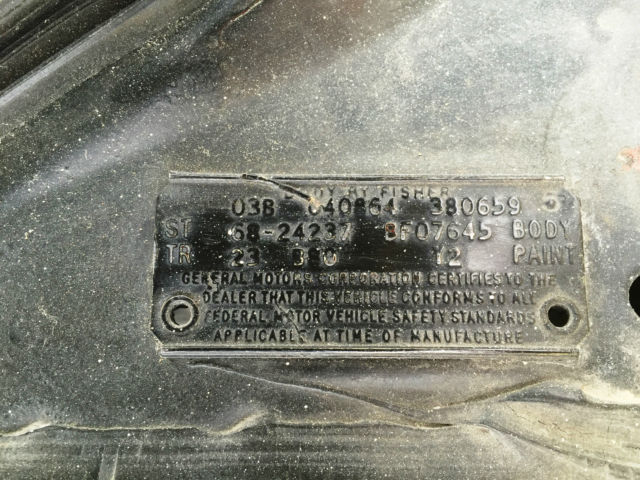 BODY BY FISHER
03B 040864 380659 5
ST 68-24237 BF07645 BODY
TR 23 B80 Y2 PAINT
GENERAL MOTORS CORPORATION CERTIFIES TO THE
DEALER THAT THIS VEHICLE CONFORMS TO ALL
FEDERAL MOTOR VEHICLE SAFETY STANDARDS
APPLICABLE AT TIME OF MANUFACTURE